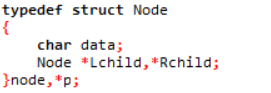 typedef struct Node
{
    char data;
    Node *Lchild,*Rchild;
}node,*p;